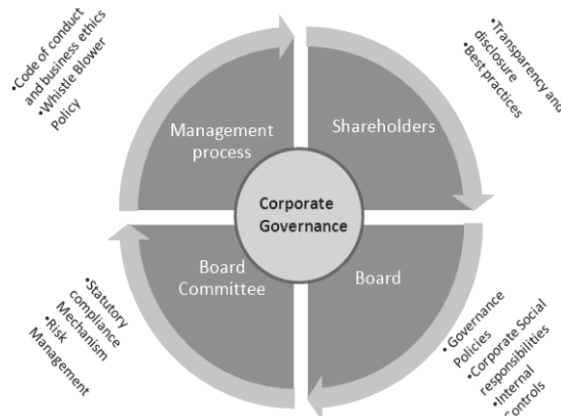 •Code of conduct
and business ethics
•Whistle Blower
Policy
•Transparency and
disclosure
•Best practices
Management
process
Shareholders
Corporate
Governance
Board
Committee
Board
•Statutory
compliance
Mechanism
•Risk
Management
• Governance
Policies
•Corporate Social
responsibilities
•Internal